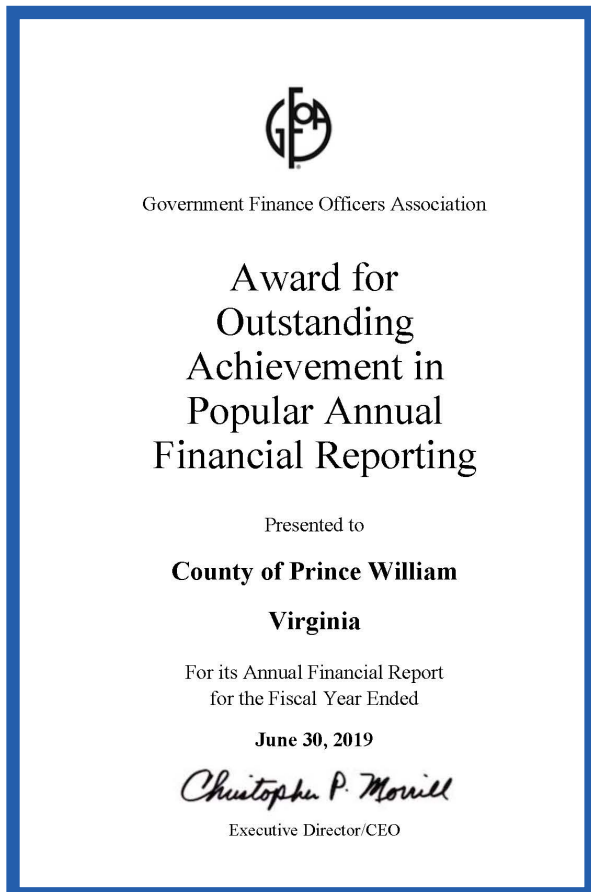 GFOA
Government Finance Officers Association
Award for
Outstanding
Achievement in
Popular Annual
Financial Reporting
Presented to
County of Prince William
Virginia
For its Annual Financial Report
for the Fiscal Year Ended
June 30, 2019
Christopher P. Morrill
Executive Director/CEO